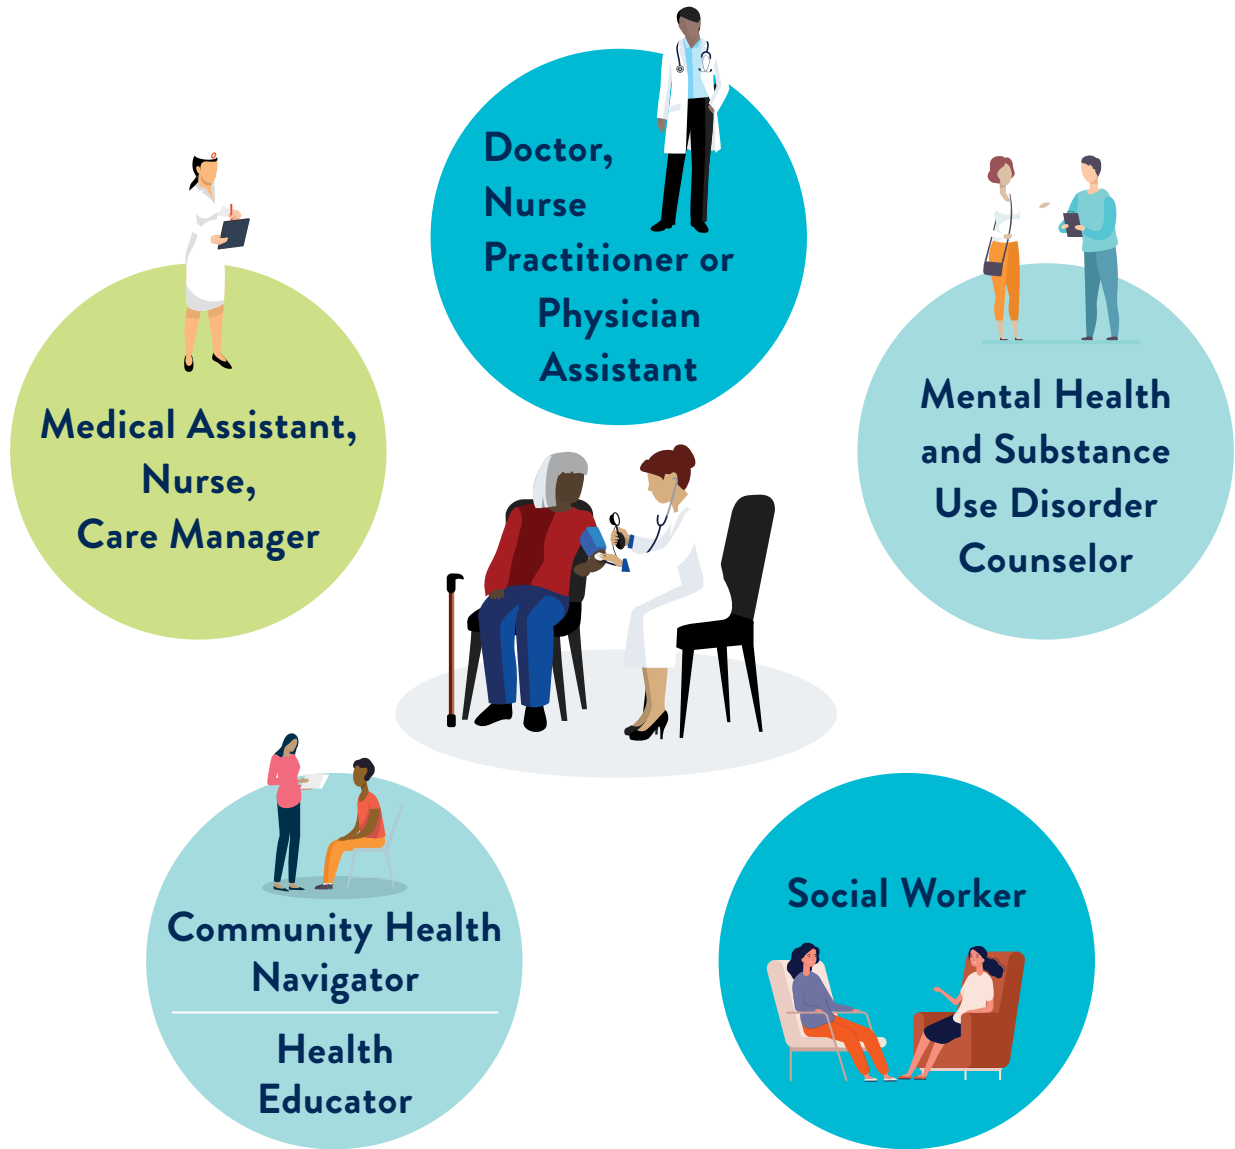 Doctor,
Nurse
Practitioner or
Physician
Assistant
Medical Assistant,
Nurse,
Care Manager
Mental Health
and Substance
Use Disorder
Counselor
Community Health
Navigator
Health
Educator
Social Worker